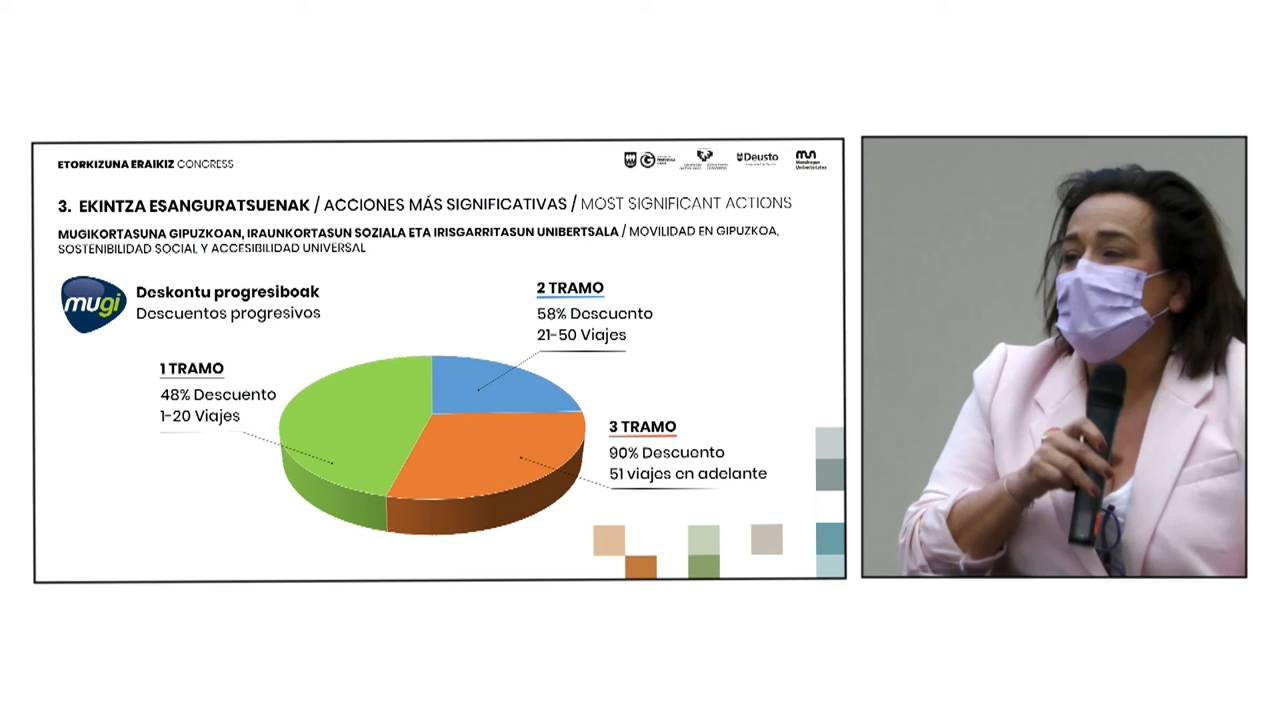 ETORKIZUNA ERAIKIZ CONGRESS
Deusto
3. EKINTZA ESANGURATSUENAK / ACCIONES MÁS SIGNIFICATIVAS / MOST SIGNIFICANT ACTIONS
MUGIKORTASUNA GIPUZKOAN, IRAUNKORTASUN SOZIALA ETA IRISGARRITASUN UNIBERTSALA / MOVILIDAD EN GIPUZKOA,
SOSTENIBILIDAD SOCIAL Y ACCESIBILIDAD UNIVERSAL
mugi
Deskontu progresiboak
Descuentos progresivos
2 TRAMO
58% Descuento
21-50 Viajes
1 TRAMO
48% Descuento
1-20 Viajes
3 TRAMO
90% Descuento
51 viajes en adelante